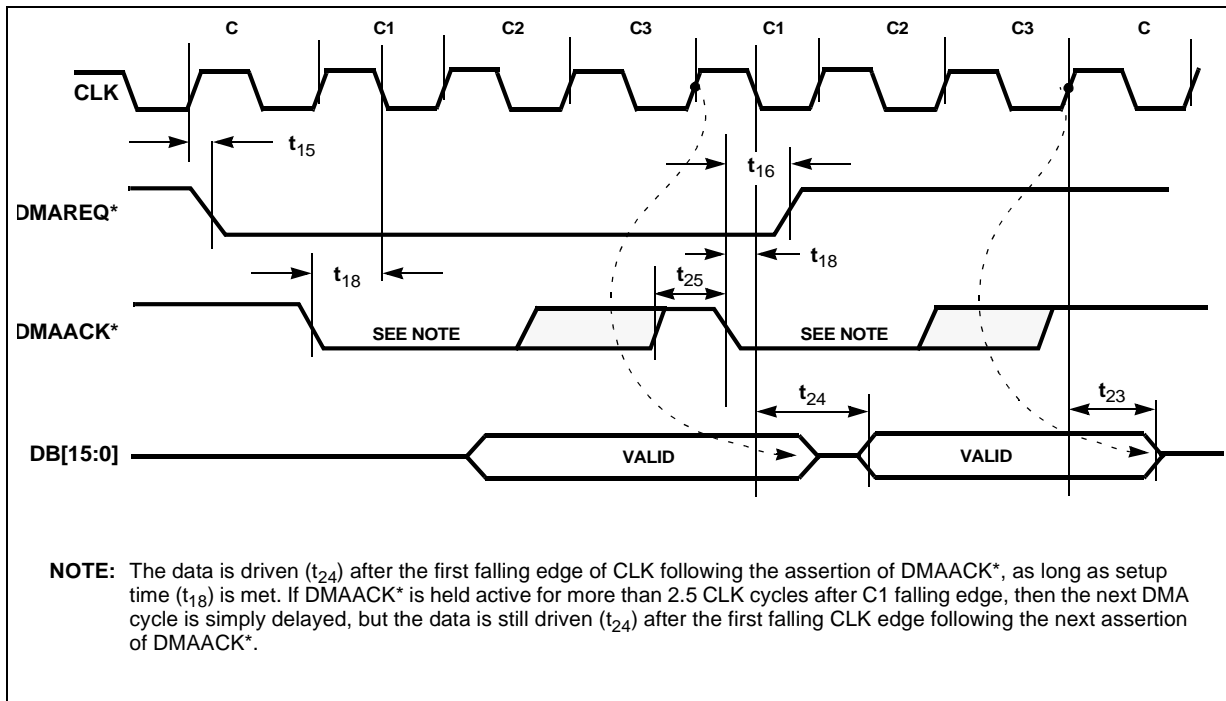 C C1 C2 C3 C1 C2 C3 C
CLK
t15
t16
DMAREQ*
t18
t18
t25
DMAACK*
SEE NOTE
SEE NOTE
t24
t23
DB[15:0]
VALID
VALID
NOTE: The data is driven (t24) after the first falling edge of CLK following the assertion of DMAACK*, as long as setup
time (t18) is met. If DMAACK* is held active for more than 2.5 CLK cycles after C1 falling edge, then the next DMA
cycle is simply delayed, but the data is still driven (t24) after the first falling CLK edge following the next assertion
of DMAACK*.